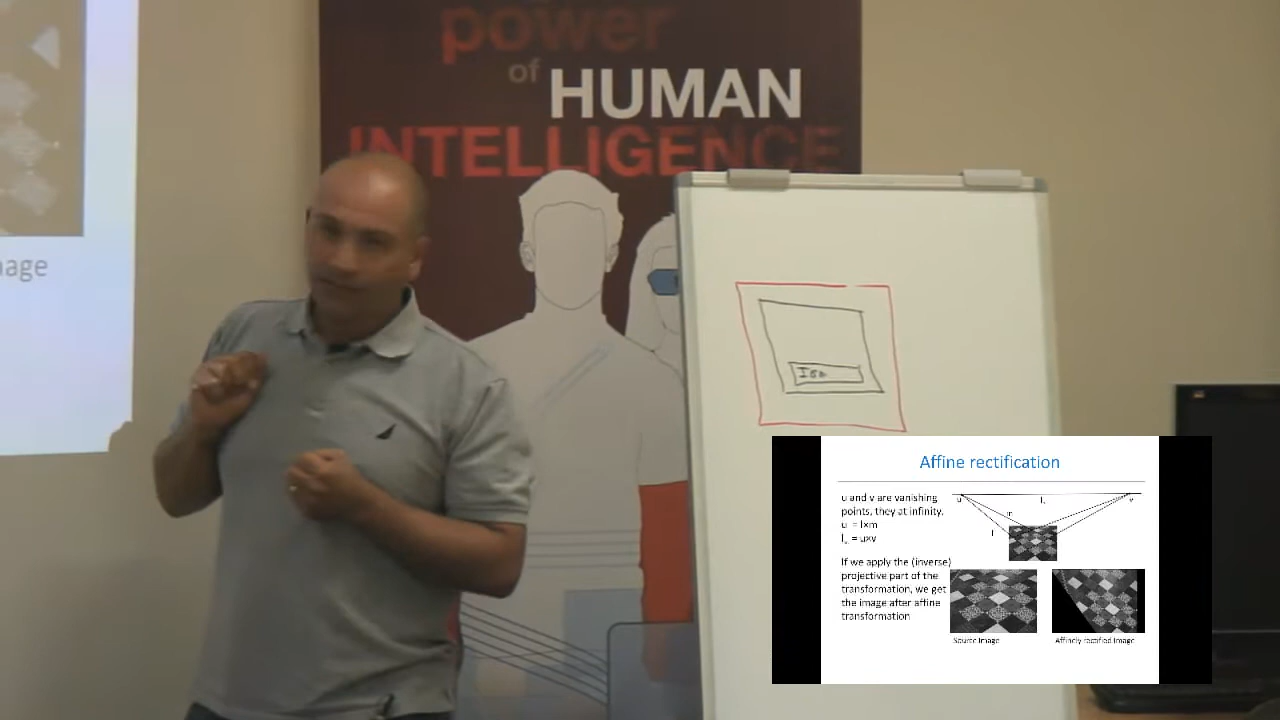 power
of HUMAN
INTELLIGENCE
age
Affine rectification
u and v are vanishing
points, they at infinity.
u = l×m
l∞ = u×v
If we apply the (inverse)
projective part of the
transformation, we get
the image after affine
transformation
u
l∞
v
m
l
Source image
Affinely rectified image